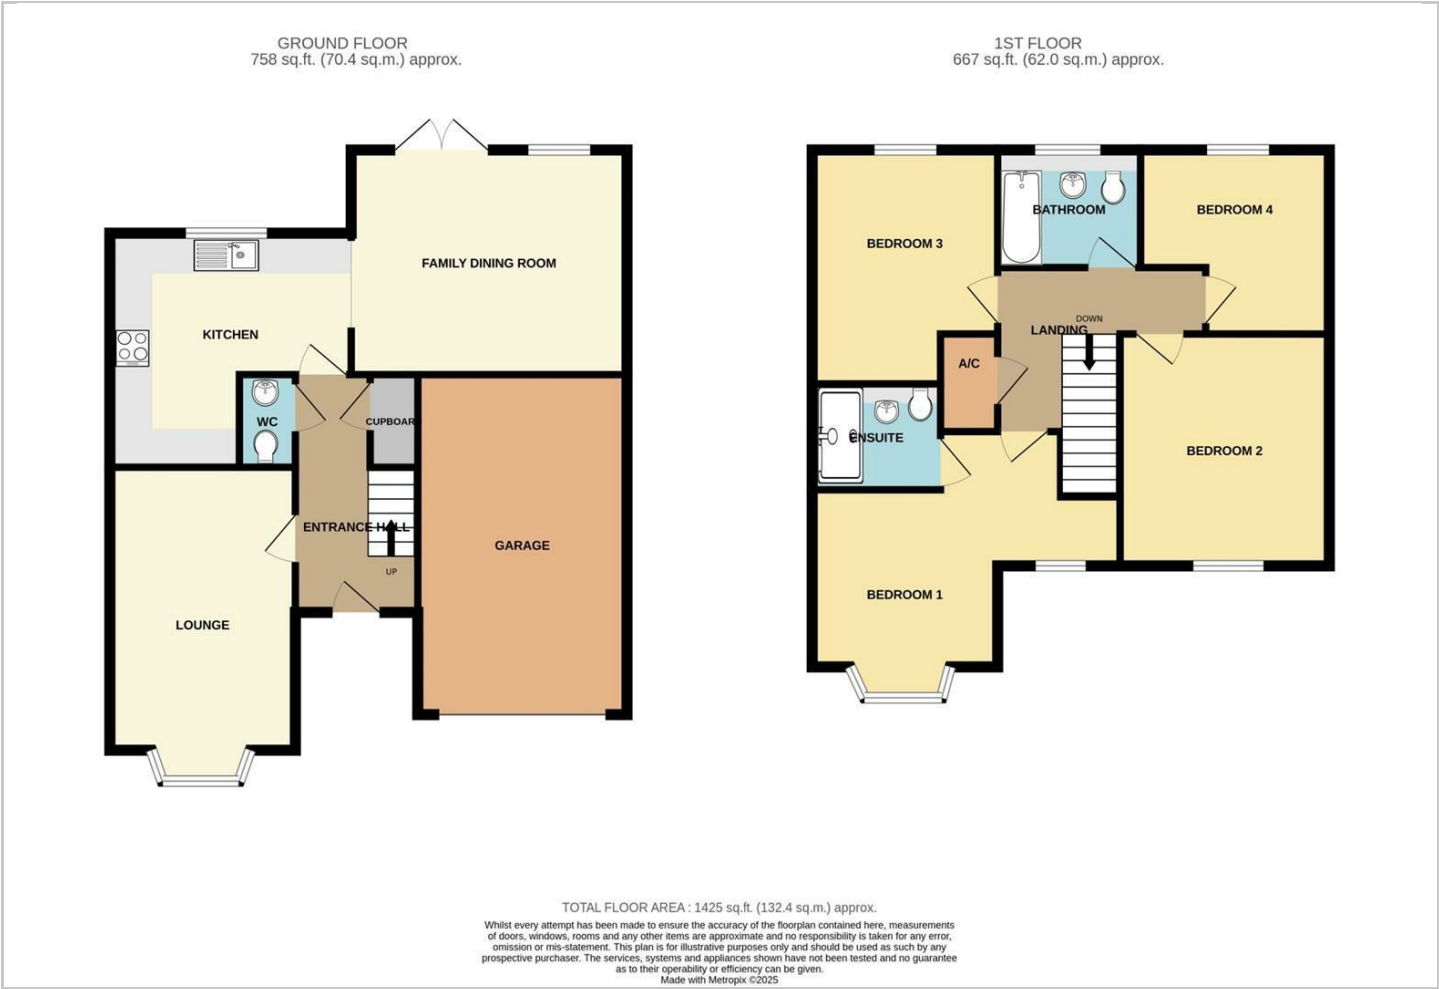 GROUND FLOOR
758 sq.ft. (70.4 sq.m.) approx.
FAMILY DINING ROOM
KITCHEN
WC
CUPBOARD
ENTRANCE HALL
GARAGE
UP
LOUNGE
1ST FLOOR
667 sq.ft. (62.0 sq.m.) approx.
BATHROOM
BEDROOM 4
BEDROOM 3
DOWN
LANDING
A/C
ENSUITE
BEDROOM 2
BEDROOM 1
TOTAL FLOOR AREA : 1425 sq.ft. (132.4 sq.m.) approx.
Whilst every attempt has been made to ensure the accuracy of the floorplan contained here, measurements
of doors, windows, rooms and any other items are approximate and no responsibility is taken for any error,
omission or mis-statement. This plan is for illustrative purposes only and should be used as such by any
prospective purchaser. The services, systems and appliances shown have not been tested and no guarantee
as to their operability or efficiency can be given.
Made with Metropix ©2025